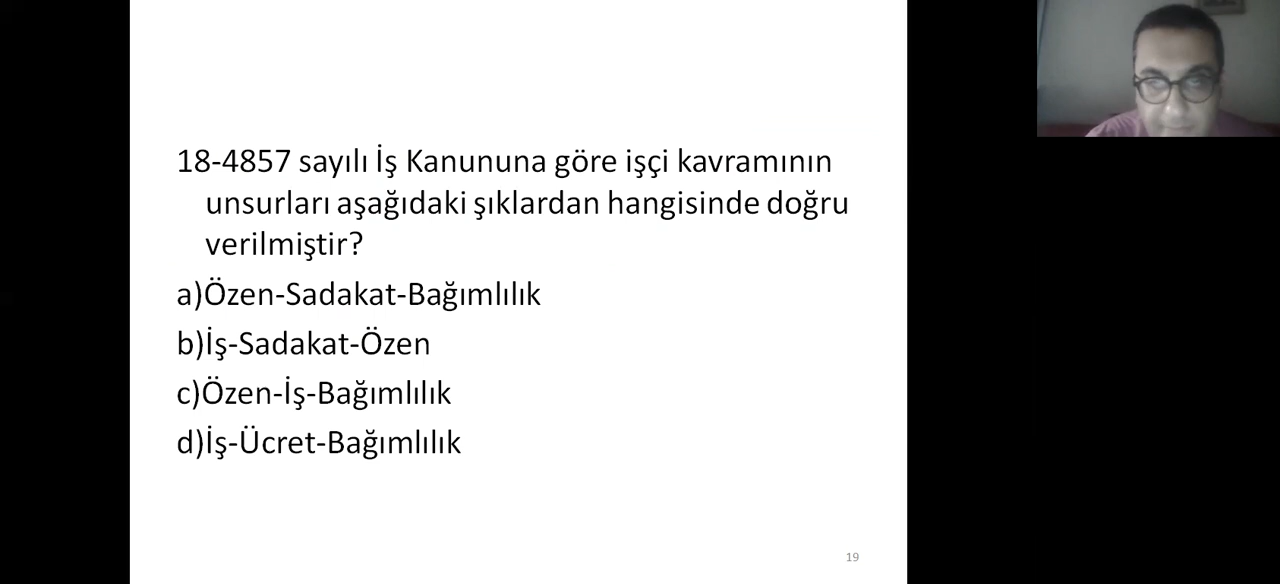 18-4857 sayılı İş Kanununa göre işçi kavramının
unsurları aşağıdaki şıklardan hangisinde doğru
verilmiştir?
a)Özen-Sadakat-Bağımlılık
b)İş-Sadakat-Özen
c)Özen-İş-Bağımlılık
d)İş-Ücret-Bağımlılık
19